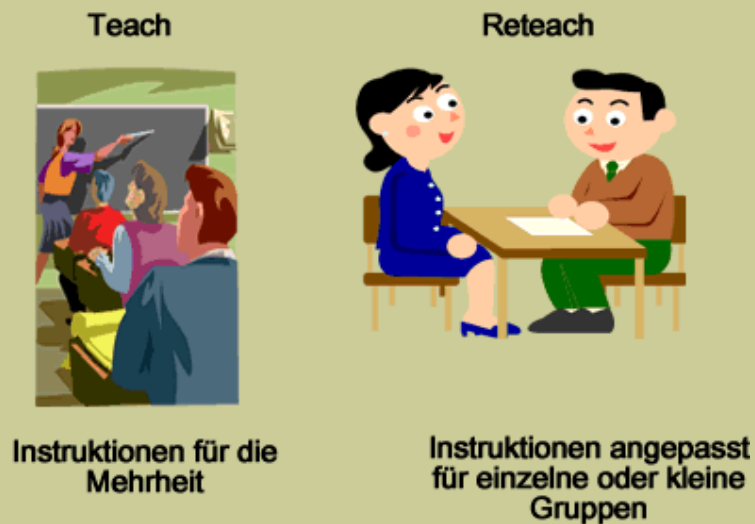 Teach
Reteach
Instruktionen für die
Mehrheit
Instruktionen angepasst
für einzelne oder kleine
Gruppen